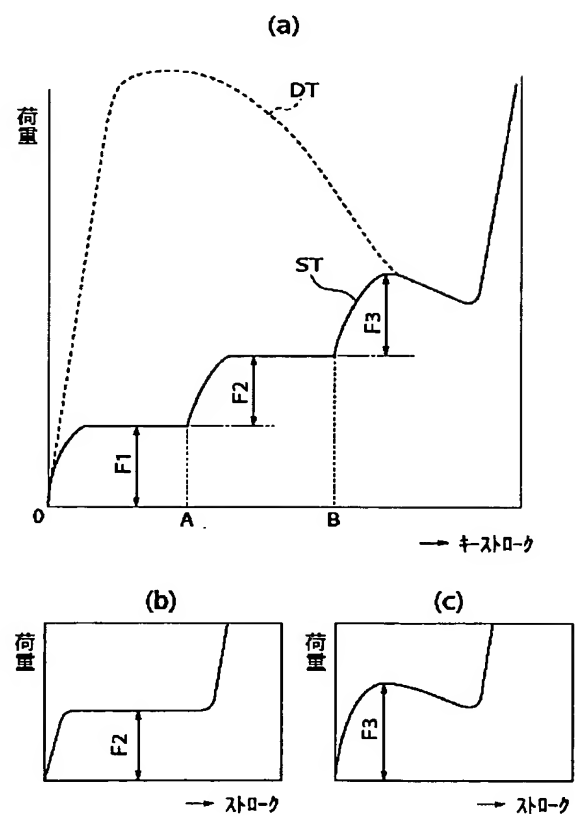 (a)
荷重
DT
ST
F3
F2
F1
0
A
B
→ キーストローク
(b)
荷重
F2
→ ストローク
(c)
荷重
F3
→ ストローク